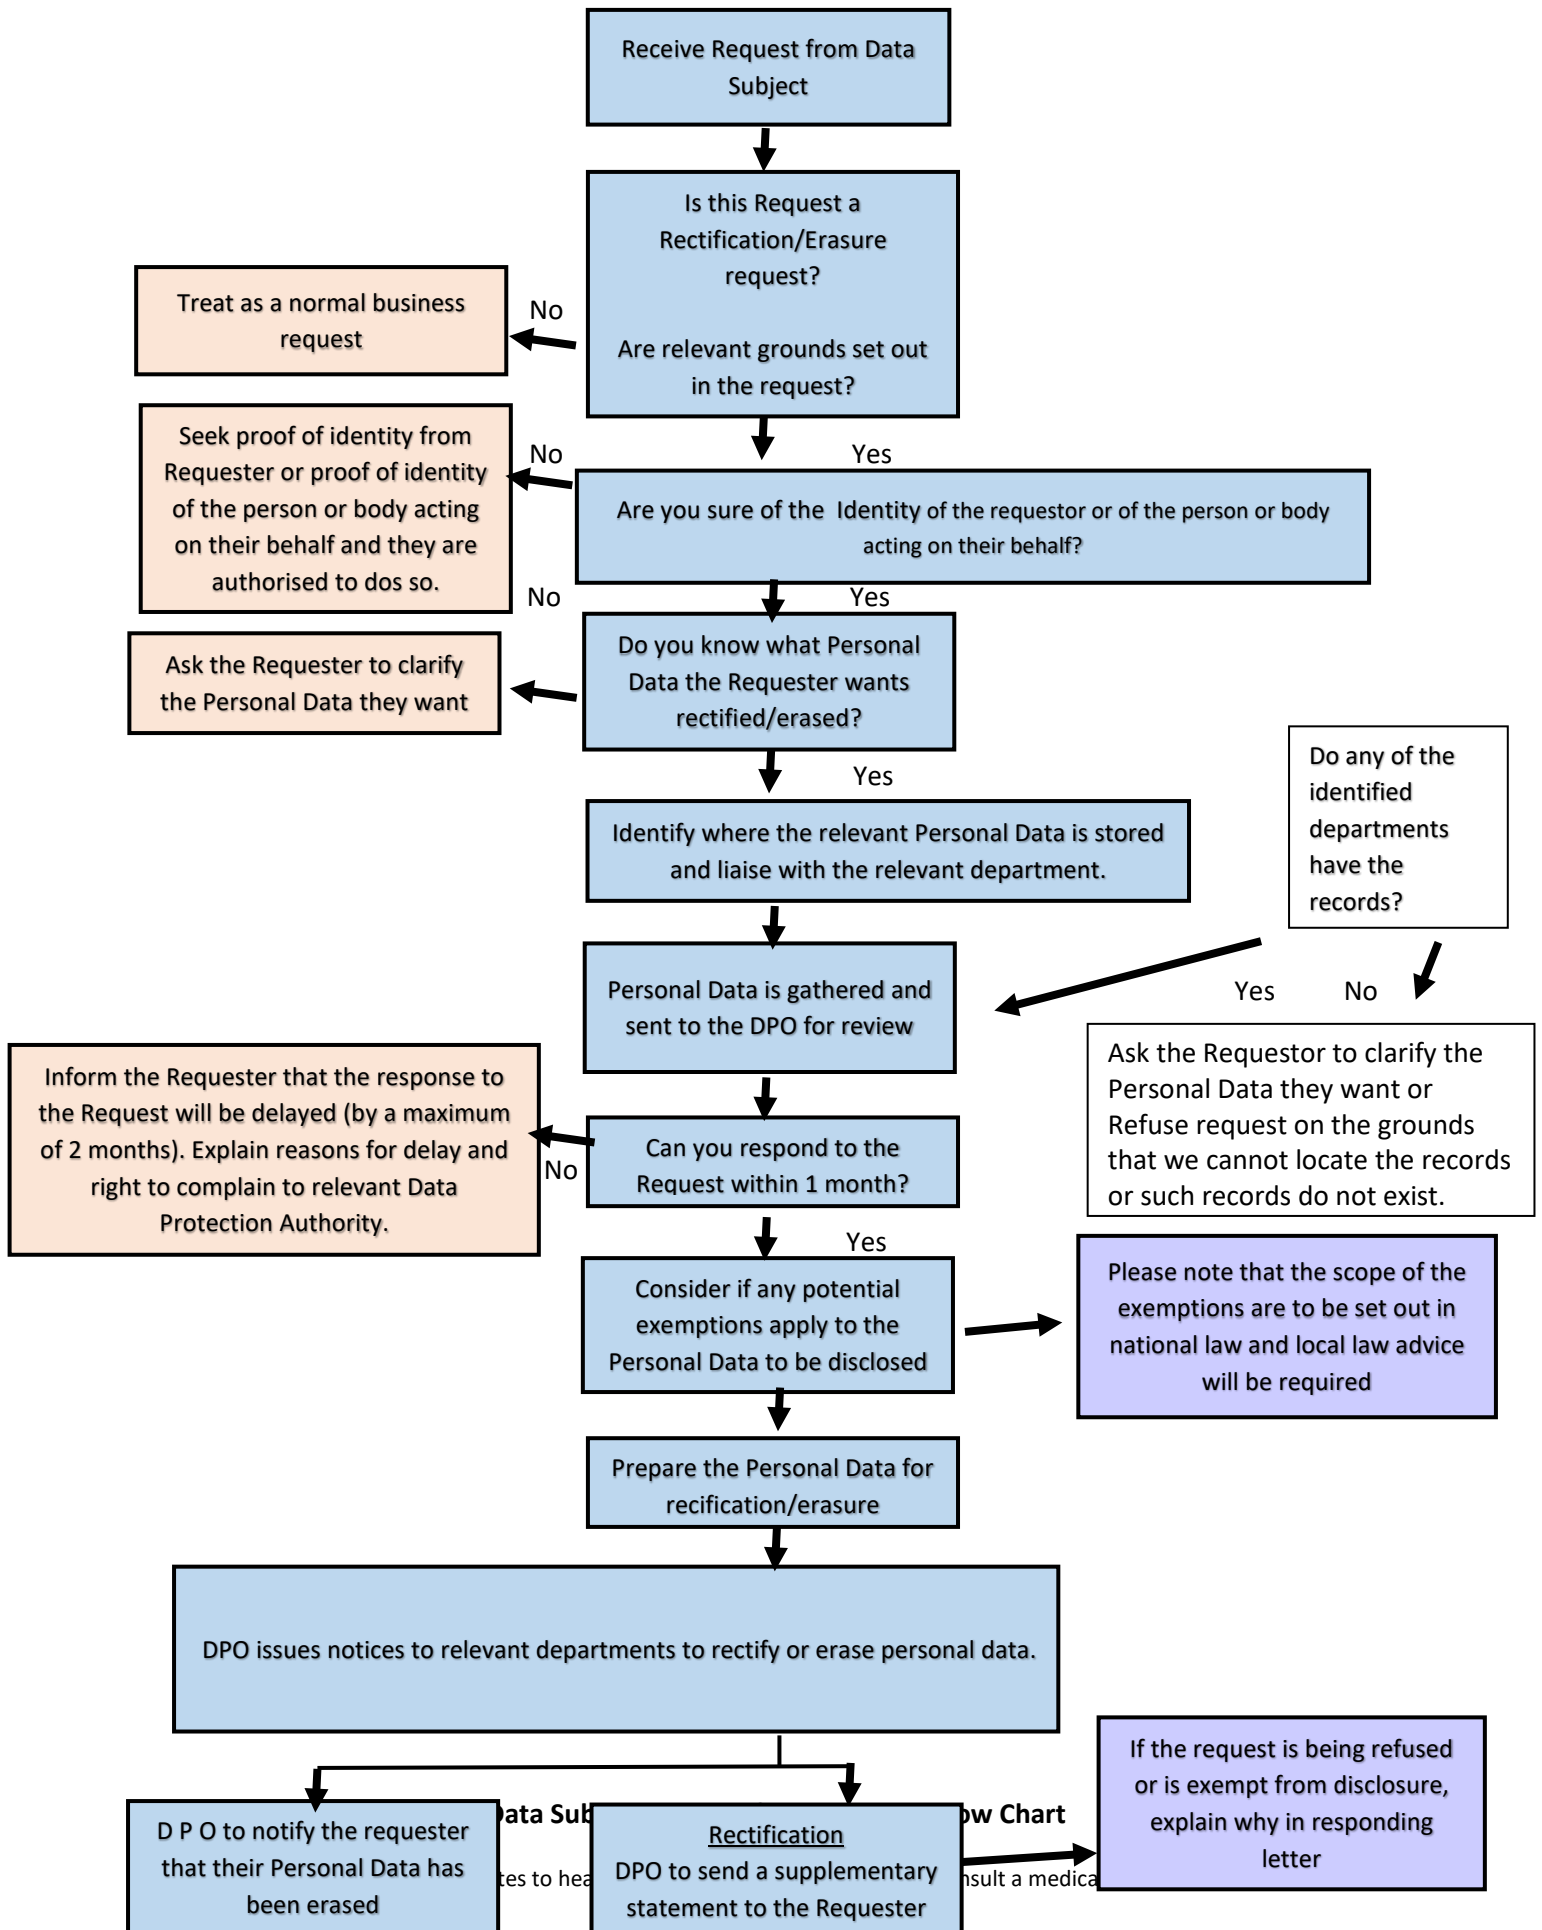 Receive Request from Data
Subject
Is this Request a
Rectification/Erasure
request?
Are relevant grounds set out
in the request?
No
Treat as a normal business
request
Yes
No
Seek proof of identity from
Requester or proof of identity
of the person or body acting
on their behalf and they are
authorised to dos so.
Are you sure of the Identity of the requestor or of the person or body
acting on their behalf?
No
Yes
Do you know what Personal
Data the Requester wants
rectified/erased?
Ask the Requester to clarify
the Personal Data they want
Yes
Identify where the relevant Personal Data is stored
and liaise with the relevant department.
Do any of the
identified
departments
have the
records?
Yes
No
Personal Data is gathered and
sent to the DPO for review
Ask the Requestor to clarify the
Personal Data they want or
Refuse request on the grounds
that we cannot locate the records
or such records do not exist.
Can you respond to the
Request within 1 month?
No
Inform the Requester that the response to
the Request will be delayed (by a maximum
of 2 months). Explain reasons for delay and
right to complain to relevant Data
Protection Authority.
Yes
Consider if any potential
exemptions apply to the
Personal Data to be disclosed
Please note that the scope of the
exemptions are to be set out in
national law and local law advice
will be required
Prepare the Personal Data for
recification/erasure
DPO issues notices to relevant departments to rectify or erase personal data.
If the request is being refused
or is exempt from disclosure,
explain why in responding
letter
D P O to notify the requester
that their Personal Data has
been erased
Rectification
DPO to send a supplementary
statement to the Requester
Chart
to
a